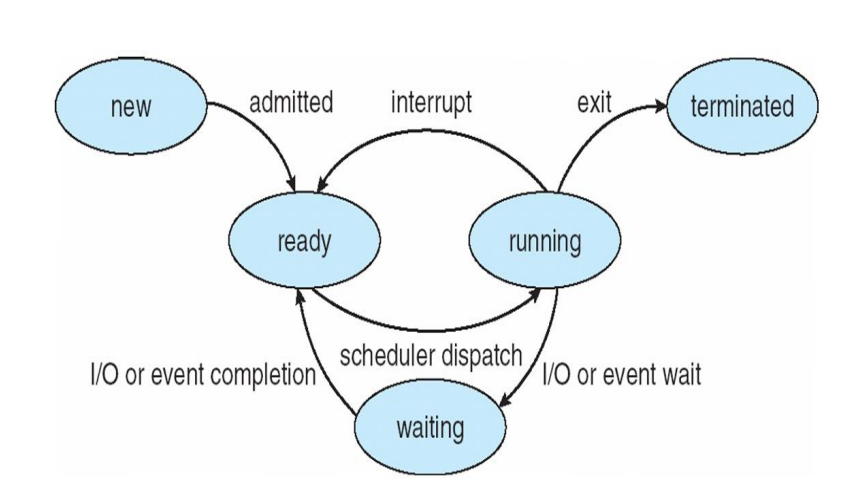 new
admitted
interrupt
exit
terminated
ready
running
scheduler dispatch
I/O or event completion
I/O or event wait
waiting